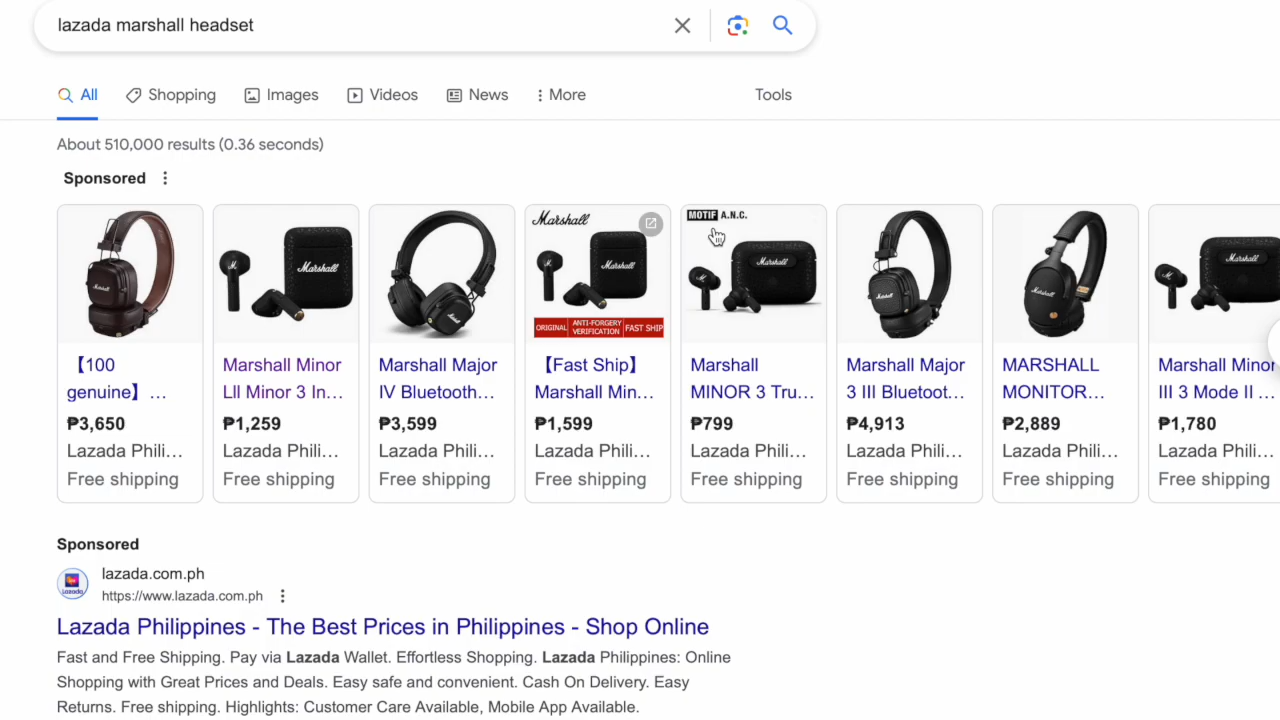 lazada marshall headset
All Shopping Images Videos News More Tools
About 510,000 results (0.36 seconds)
Sponsored
Marshall
Marshall
ORIGINAL ANTI-FORGERY VERIFICATION FAST SHIP
MOTIF A.N.C.
Marshall
Marshall
Marshall
Marshall
【100
genuine】 ...
₱3,650
Lazada Phili...
Free shipping
Marshall Minor
LII Minor 3 In...
₱1,259
Lazada Phili...
Free shipping
Marshall Major
IV Bluetooth...
₱3,599
Lazada Phili...
Free shipping
【Fast Ship】
Marshall Min...
₱1,599
Lazada Phili...
Free shipping
Marshall
MINOR 3 Tru...
₱799
Lazada Phili...
Free shipping
Marshall Major
3 III Bluetoot...
₱4,913
Lazada Phili...
Free shipping
MARSHALL
MONITOR...
₱2,889
Lazada Phili...
Free shipping
Marshall Minor
III 3 Mode II ...
₱1,780
Lazada Phili...
Free shipping
Sponsored
lazada.com.ph
https://www.lazada.com.ph
Lazada Philippines - The Best Prices in Philippines - Shop Online
Fast and Free Shipping. Pay via Lazada Wallet. Effortless Shopping. Lazada Philippines: Online
Shopping with Great Prices and Deals. Easy safe and convenient. Cash On Delivery. Easy
Returns. Free shipping. Highlights: Customer Care Available, Mobile App Available.